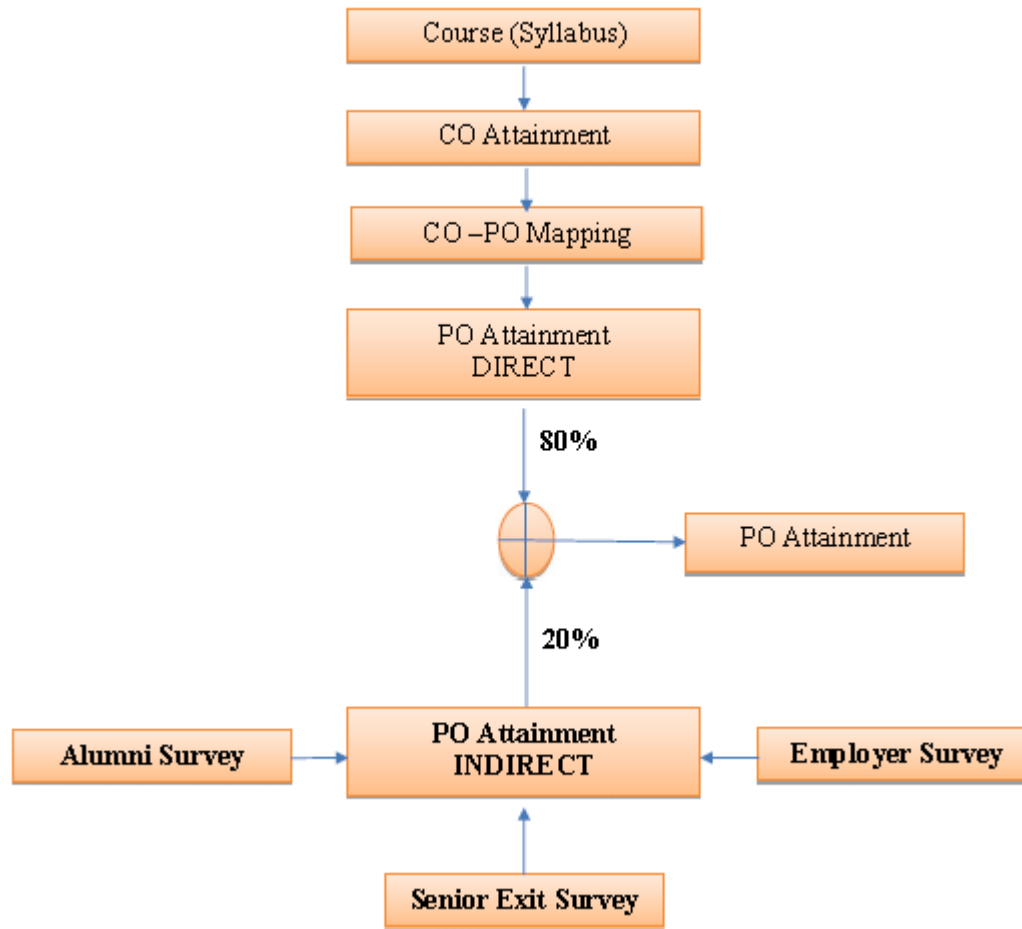 Course (Syllabus)
CO Attainment
CO –PO Mapping
PO Attainment
DIRECT
80%
PO Attainment
20%
PO Attainment
INDIRECT
Alumni Survey
Employer Survey
Senior Exit Survey